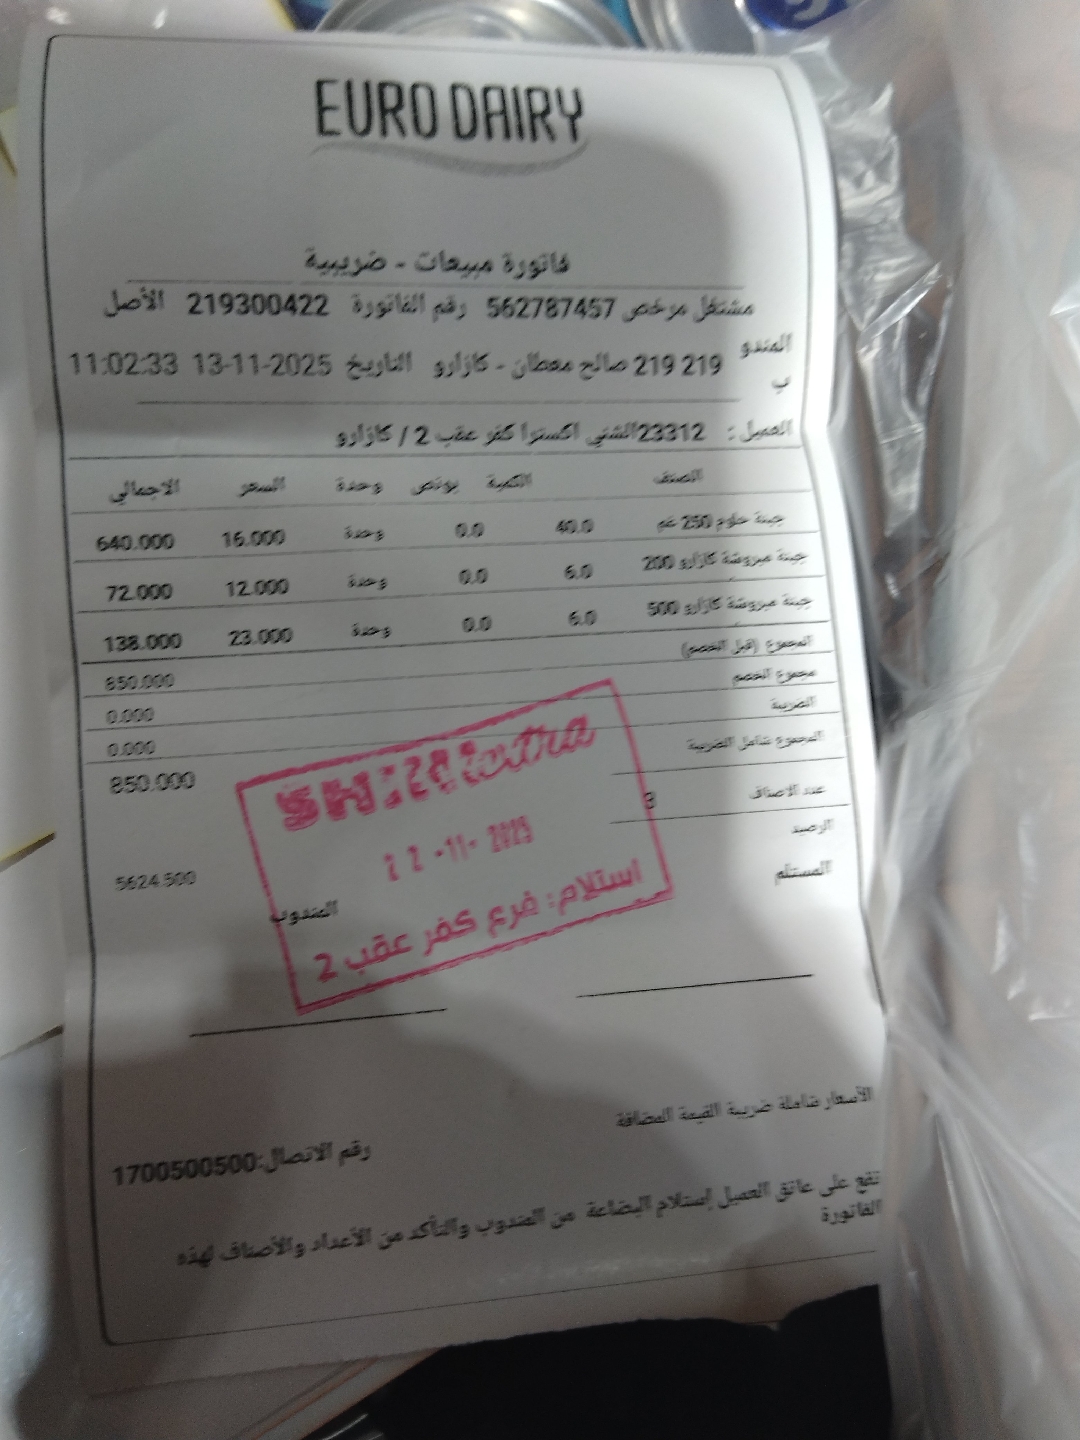 EURO DAIRY
فاتورة مبيعات - ضريبية
مشتغل مرخص 562787457 رقم الفاتورة 219300422 الأصل
المندوب 219 219 صالح معطان - كازارو التاريخ 13-11-2025 11:02:33
العميل : 23312الشني اكسترا كفر عقب 2 / كازارو
الصنف الكمية بونص وحدة السعر الاجمالي
جبنة حلوم 250 غم 40.0 0.0 وحدة 16.000 640.000
جبنة مبروشة كازارو 200 6.0 0.0 وحدة 12.000 72.000
جبنة مبروشة كازارو 500 6.0 0.0 وحدة 23.000 138.000
المجموع (قبل الخصم) 850.000
مجموع الخصم 0.000
الضريبة 0.000
المجموع شامل الضريبة 850.000
عدد الاصناف 3
الرصيد 5624.500
المستلم المندوب
extra
استلام: فرع كفر عقب 2
الأسعار شاملة ضريبة القيمة المضافة
رقم الاتصال:1700500500
تقع على عاتق العميل إستلام البضاعة من المندوب والتأكد من الأعداد والأصناف لهذه
الفاتورة